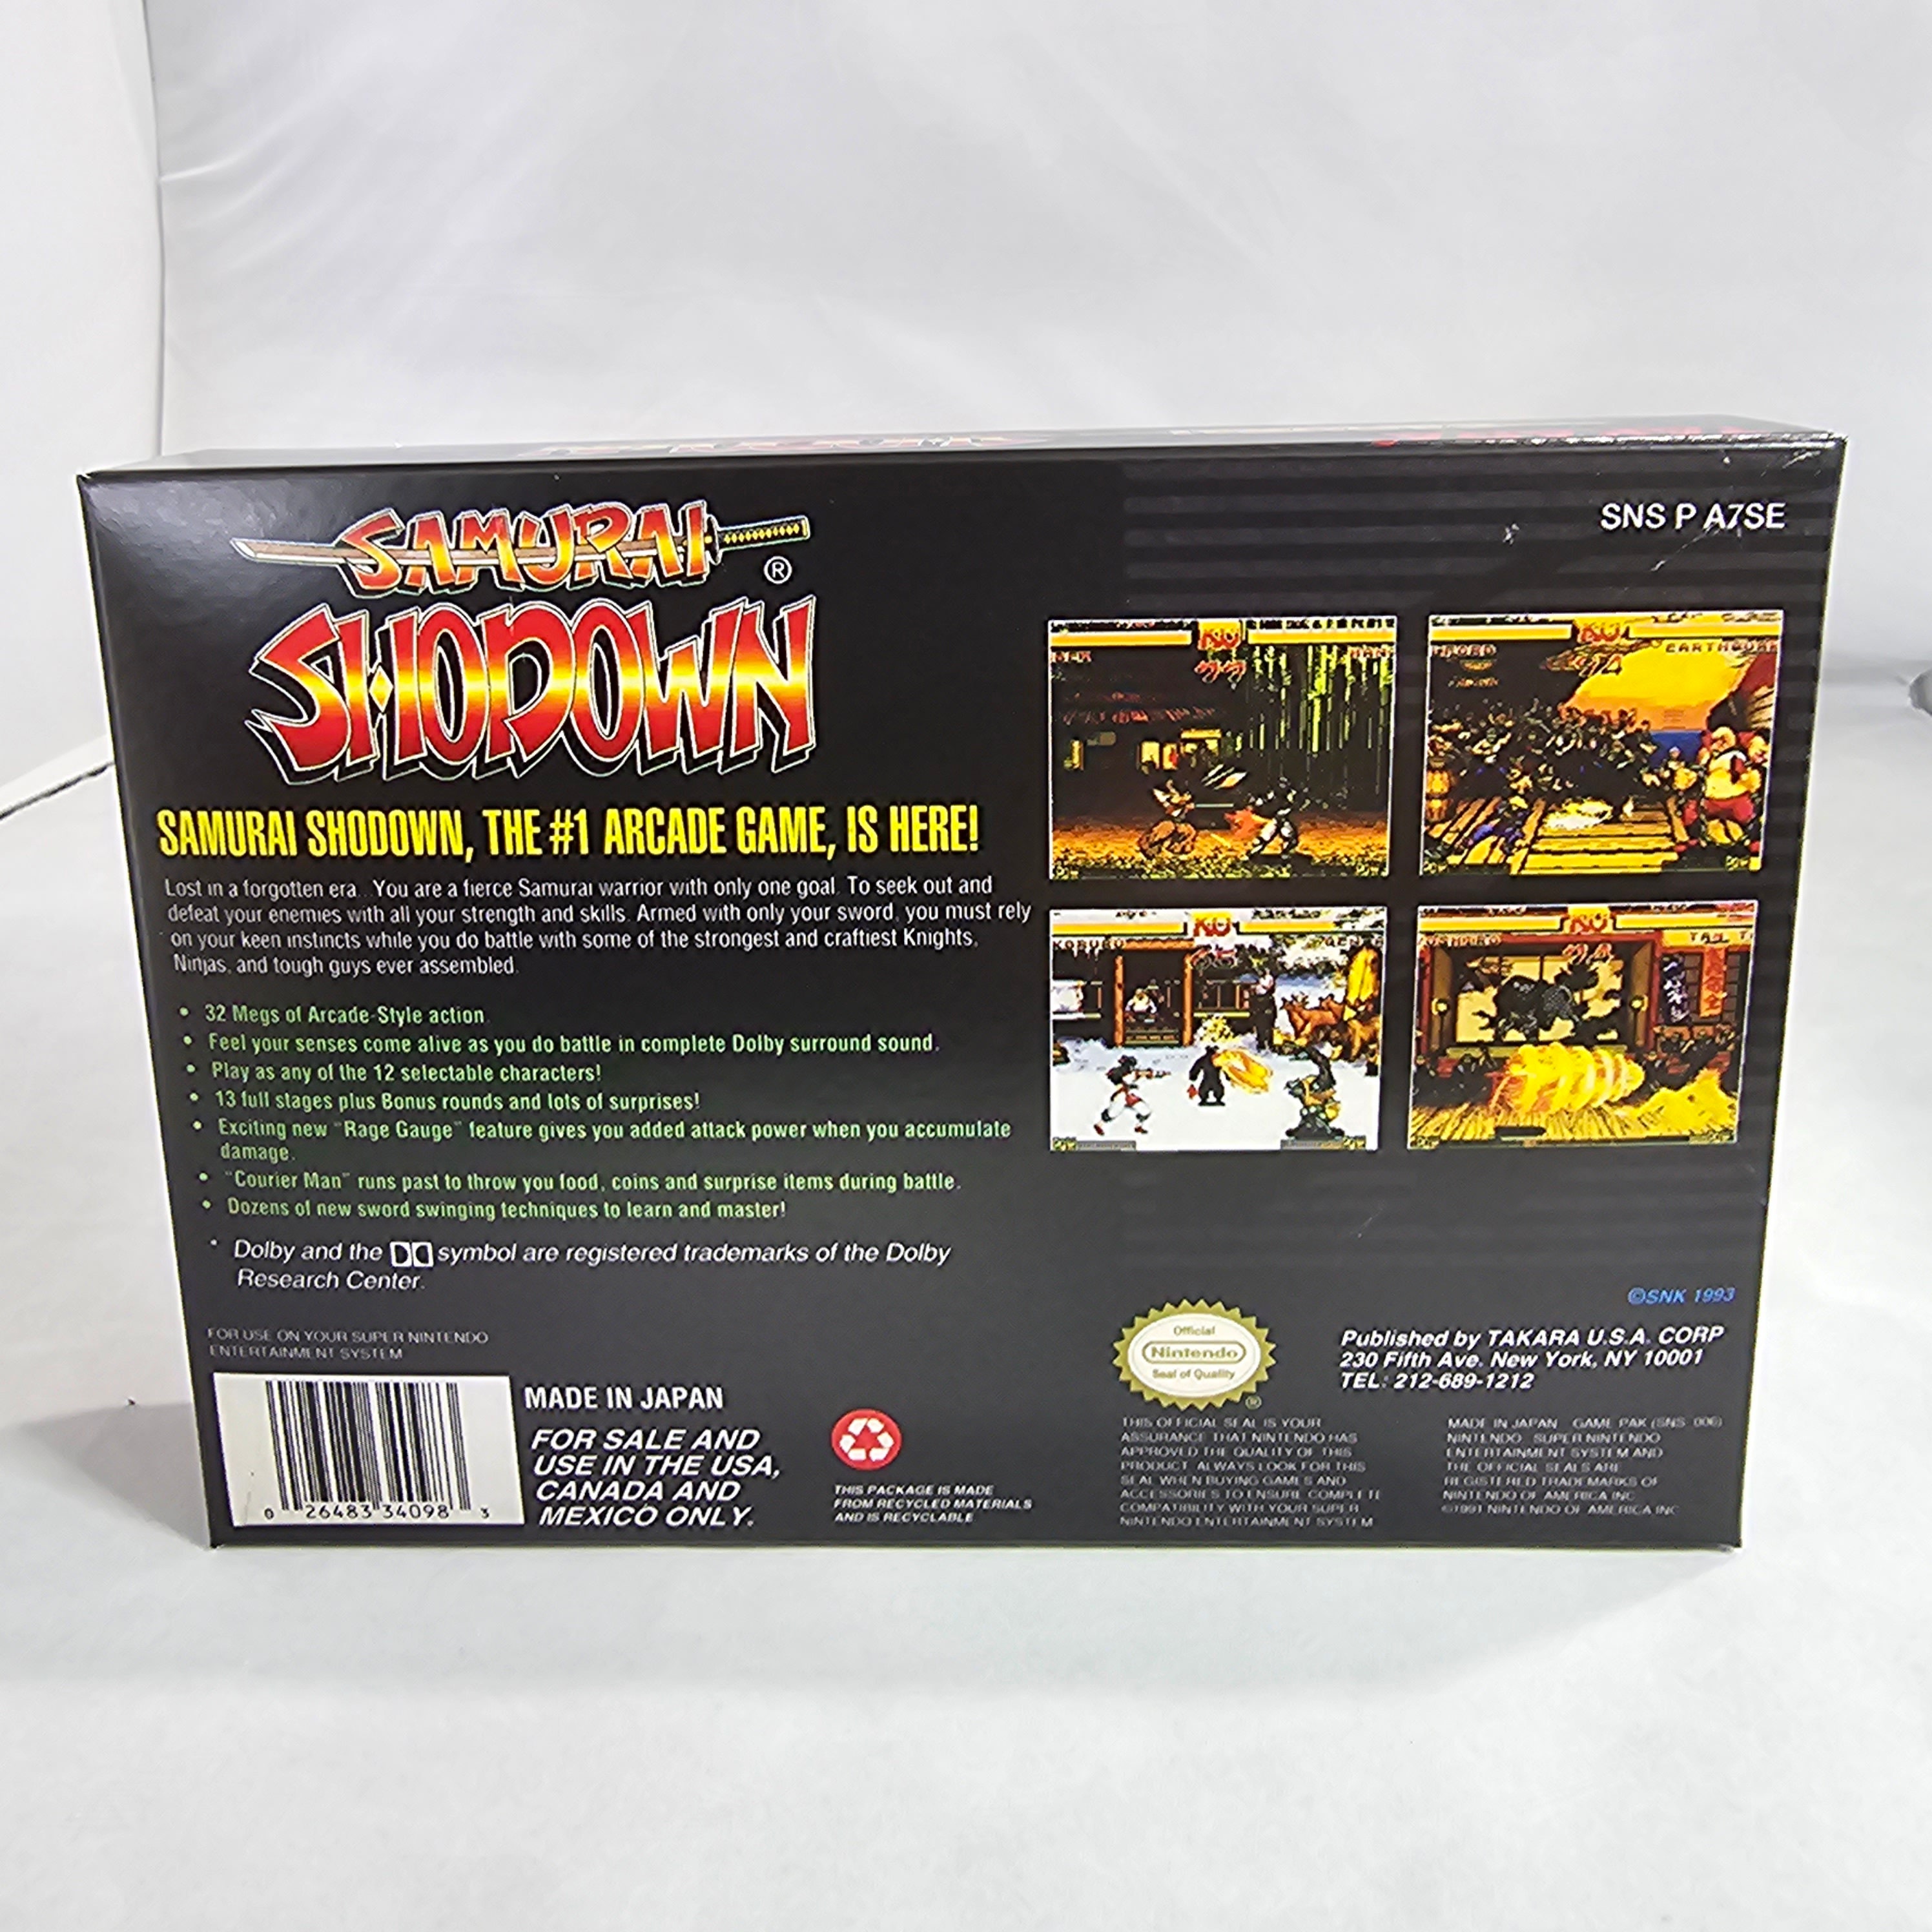 SNS P A7SE
SAMURAI
®
SHODOWN
SAMURAI SHODOWN, THE #1 ARCADE GAME, IS HERE!
Lost in a forgotten era.. You are a fierce Samurai warrior with only one goal. To seek out and
defeat your enemies with all your strength and skills. Armed with only your sword, you must rely
on your keen instincts while you do battle with some of the strongest and craftiest Knights,
Ninjas, and tough guys ever assembled.
• 32 Megs of Arcade-Style action.
• Feel your senses come alive as you do battle in complete Dolby surround sound.
• Play as any of the 12 selectable characters!
• 13 full stages plus Bonus rounds and lots of surprises!
• Exciting new "Rage Gauge" feature gives you added attack power when you accumulate
damage.
• "Courier Man" runs past to throw you food, coins and surprise items during battle.
• Dozens of new sword swinging techniques to learn and master!
* Dolby and the symbol are registered trademarks of the Dolby
Research Center.
EARTHQUAK
©SNK 1993
Published by TAKARA U.S.A. CORP
230 Fifth Ave. New York, NY 10001
TEL: 212-689-1212
FOR USE ON YOUR SUPER NINTENDO
ENTERTAINMENT SYSTEM
0 26483 34098 3
MADE IN JAPAN
FOR SALE AND
USE IN THE USA,
CANADA AND
MEXICO ONLY.
THIS PACKAGE IS MADE
FROM RECYCLED MATERIALS
AND IS RECYCLABLE
Official
Nintendo
Seal of Quality
®
THIS OFFICIAL SEAL IS YOUR
ASSURANCE THAT NINTENDO HAS
APPROVED THE QUALITY OF THIS
PRODUCT. ALWAYS LOOK FOR THIS
SEAL WHEN BUYING GAMES AND
ACCESSORIES TO ENSURE COMPLETE
COMPATIBILITY WITH YOUR SUPER
NINTENDO ENTERTAINMENT SYSTEM
MADE IN JAPAN GAME PAK (SNS 006)
NINTENDO SUPER NINTENDO
ENTERTAINMENT SYSTEM AND
THE OFFICIAL SEALS ARE
REGISTERED TRADEMARKS OF
NINTENDO OF AMERICA INC
©1991 NINTENDO OF AMERICA INC